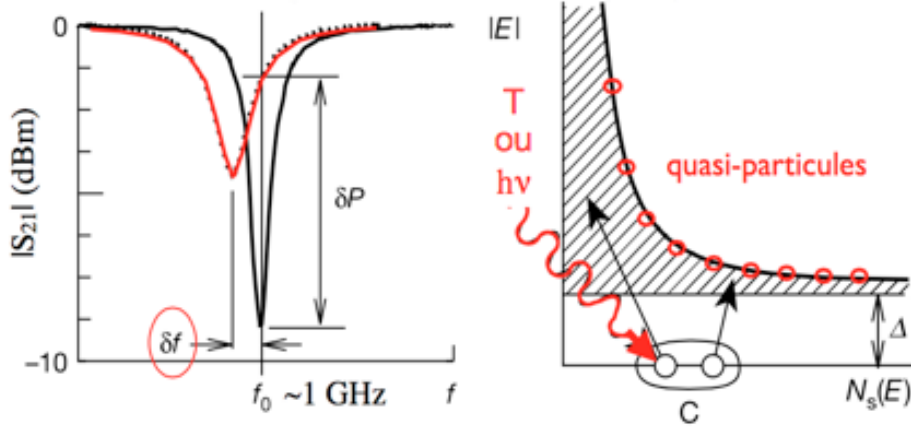 0
|S21| (dBm)
δP
δf
−10
f0 ~1 GHz
f
|E|
T
ou
hν
quasi-particules
Δ
C
Ns(E)